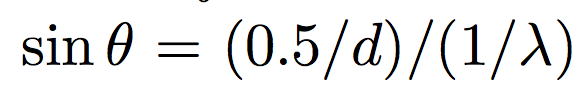 sin θ = (0.5/d)/(1/λ)